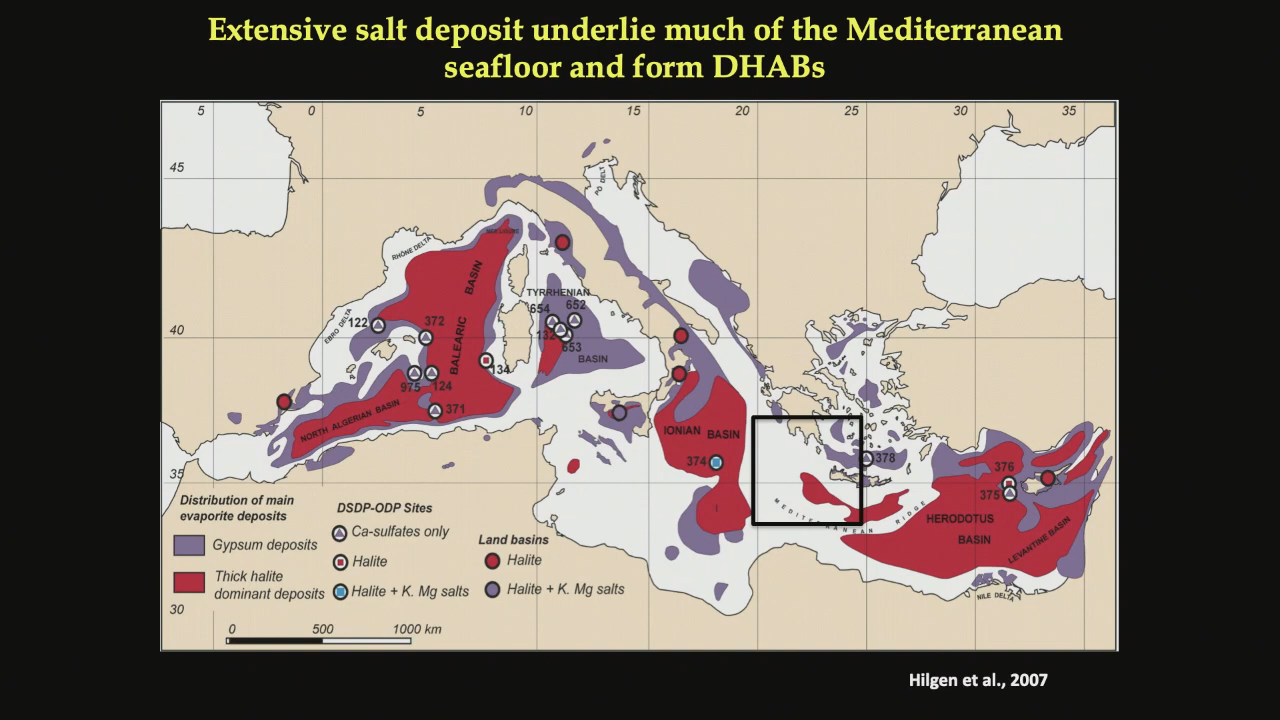 Extensive salt deposit underlie much of the Mediterranean
seafloor and form DHABs
5 0 5 10 15 20 25 30 35
45
PO DELTA
RHÔNE DELTA
BASIN
TYRRHENIAN
654 652
EBRO DELTA
122
372
40
BALEARIC
132
653
BASIN
134
975 124
371
NORTH ALGERIAN BASIN
IONIAN BASIN
374
378
35
376
375
MEDITERRANEAN RIDGE
HERODOTUS
BASIN
LEVANTINE BASIN
NILE DELTA
Distribution of main
evaporite deposits
Gypsum deposits
Thick halite
dominant deposits
DSDP-ODP Sites
Ca-sulfates only
Halite
Halite + K. Mg salts
Land basins
Halite
Halite + K. Mg salts
30
0 500 1000 km
Hilgen et al., 2007